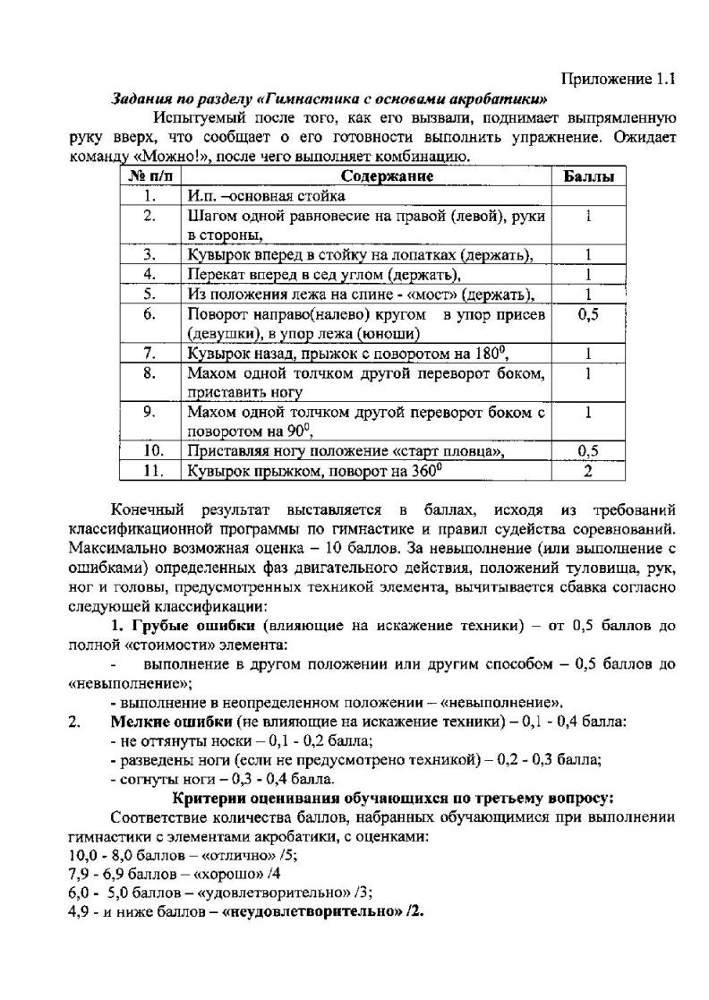 Приложение 1.1
Задания по разделу «Гимнастика с основами акробатики»
Испытуемый после того, как его вызвали, поднимает выпрямленную
руку вверх, что сообщает о его готовности выполнить упражнение. Ожидает
команду «Можно!», после чего выполняет комбинацию.
№ п/п Содержание Баллы
1. И.п. –основная стойка
2. Шагом одной равновесие на правой (левой), руки 1
в стороны,
3. Кувырок вперед в стойку на лопатках (держать), 1
4. Перекат вперед в сед углом (держать), 1
5. Из положения лежа на спине - «мост» (держать), 1
6. Поворот направо(налево) кругом в упор присев 0,5
(девушки), в упор лежа (юноши)
7. Кувырок назад, прыжок с поворотом на 180⁰, 1
8. Махом одной толчком другой переворот боком, 1
приставить ногу
9. Махом одной толчком другой переворот боком с 1
поворотом на 90⁰,
10. Приставляя ногу положение «старт пловца», 0,5
11. Кувырок прыжком, поворот на 360⁰ 2
Конечный результат выставляется в баллах, исходя из требований
классификационной программы по гимнастике и правил судейства соревнований.
Максимально возможная оценка – 10 баллов. За невыполнение (или выполнение с
ошибками) определенных фаз двигательного действия, положений туловища, рук,
ног и головы, предусмотренных техникой элемента, вычитывается сбавка согласно
следующей классификации:
1. Грубые ошибки (влияющие на искажение техники) – от 0,5 баллов до
полной «стоимости» элемента:
- выполнение в другом положении или другим способом – 0,5 баллов до
«невыполнение»;
- выполнение в неопределенном положении – «невыполнение».
2. Мелкие ошибки (не влияющие на искажение техники) – 0,1 - 0,4 балла:
- не оттянуты носки – 0,1 - 0,2 балла;
- разведены ноги (если не предусмотрено техникой) – 0,2 - 0,3 балла;
- согнуты ноги – 0,3 - 0,4 балла.
Критерии оценивания обучающихся по третьему вопросу:
Соответствие количества баллов, набранных обучающимися при выполнении
гимнастики с элементами акробатики, с оценками:
10,0 - 8,0 баллов – «отлично» /5;
7,9 - 6,9 баллов – «хорошо» /4
6,0 - 5,0 баллов – «удовлетворительно» /3;
4,9 - и ниже баллов – «неудовлетворительно» /2.